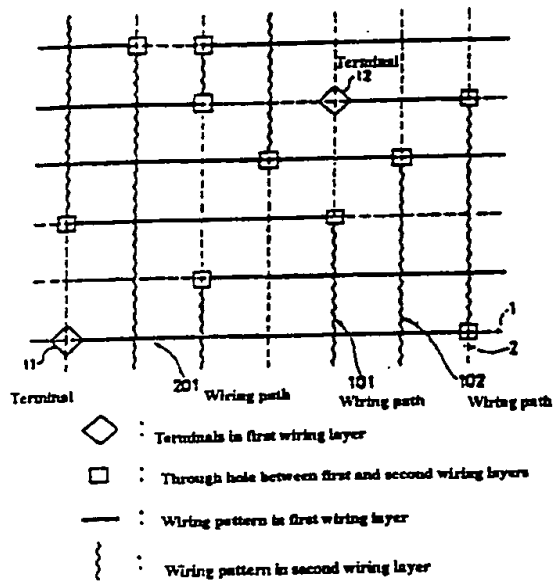 Terminal
12
1
2
11
201
101
102
Terminal
Wiring path
Wiring path
Wiring path
: Terminals in first wiring layer
: Through hole between first and second wiring layers
: Wiring pattern in first wiring layer
: Wiring pattern in second wiring layer